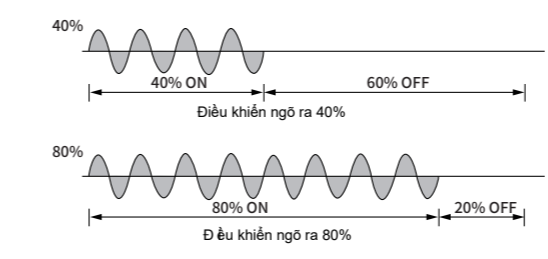 40%
40% ON 60% OFF
Điều khiển ngõ ra 40%
80%
80% ON 20% OFF
Đ ều khiển ngõ ra 80%